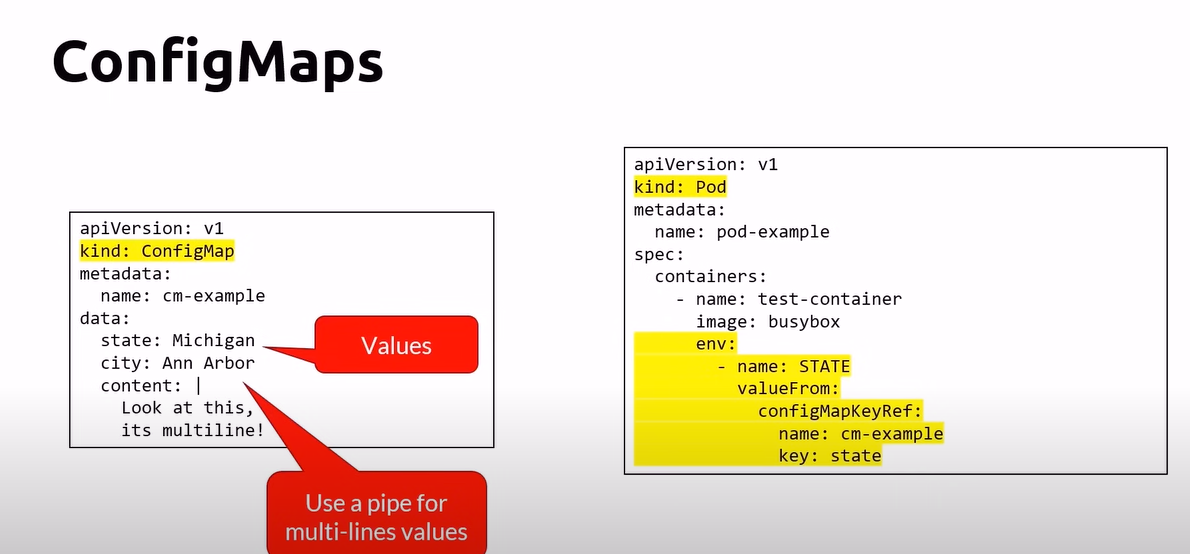 ConfigMaps
apiVersion: v1
kind: ConfigMap
metadata:
  name: cm-example
data:
  state: Michigan
  city: Ann Arbor
  content: |
    Look at this,
    its multiline!
Values
Use a pipe for
multi-lines values
apiVersion: v1
kind: Pod
metadata:
  name: pod-example
spec:
  containers:
    - name: test-container
      image: busybox
      env:
        - name: STATE
          valueFrom:
            configMapKeyRef:
              name: cm-example
              key: state